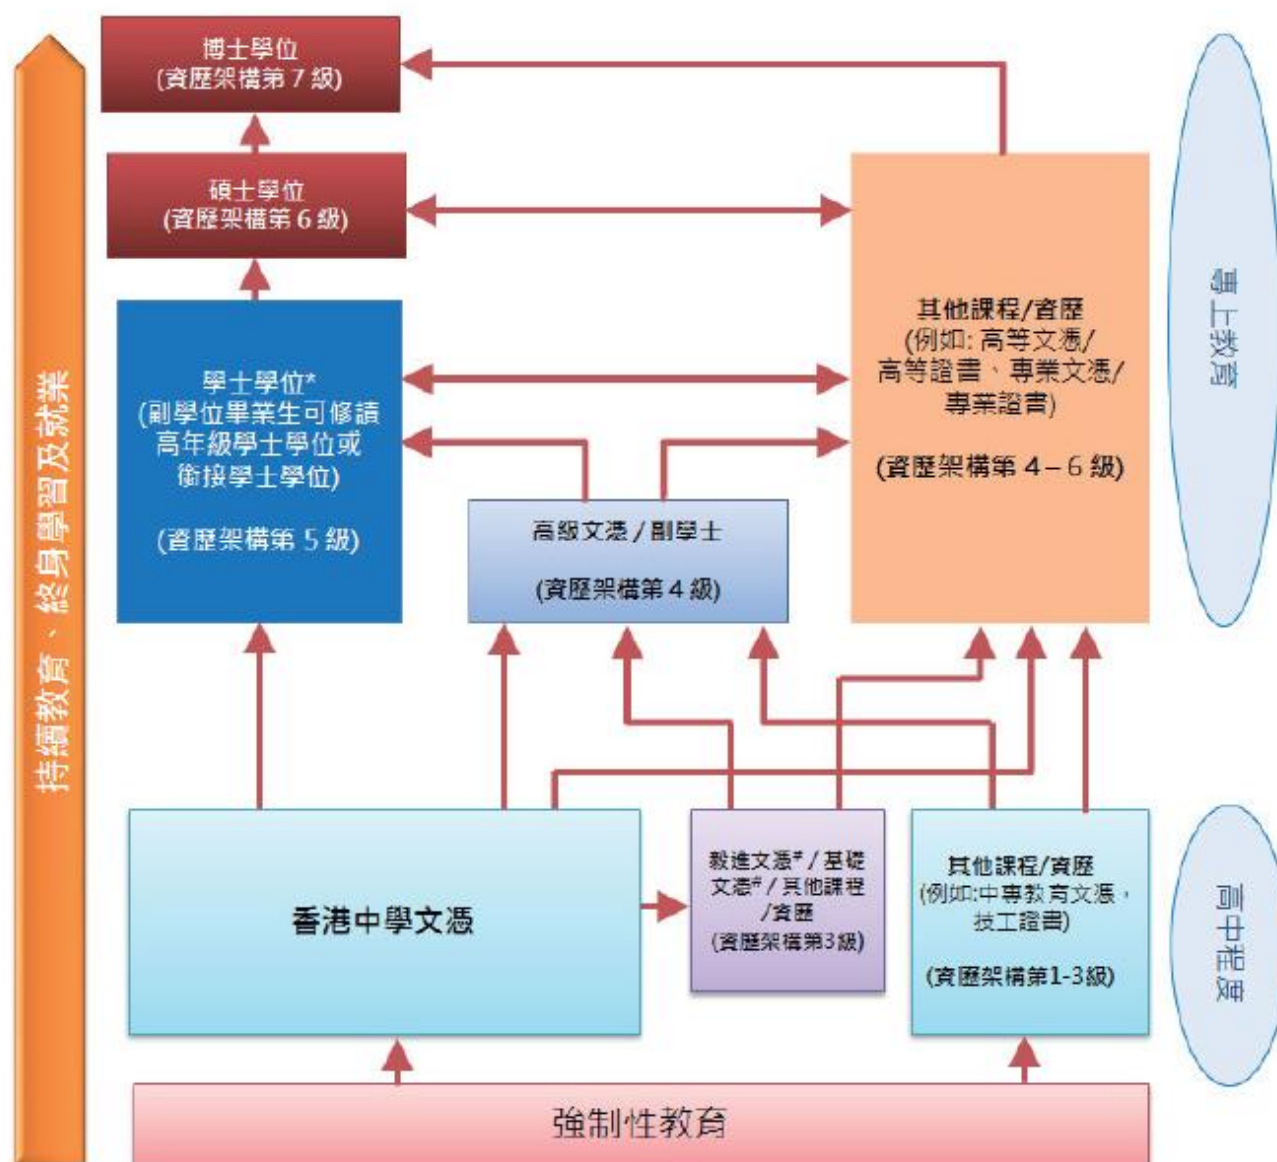 博士學位
(資歷架構第 7 級)
碩士學位
(資歷架構第 6 級)
學士學位*
(副學位畢業生可修讀
高年級學士學位或
銜接學士學位)
(資歷架構第 5 級)
其他課程/資歷
(例如: 高等文憑/
高等證書、專業文憑/
專業證書)
(資歷架構第 4 – 6 級)
高級文憑 / 副學士
(資歷架構第 4 級)
專上教育
持續教育、終身學習及就業
香港中學文憑
毅進文憑# / 基礎
文憑# / 其他課程
/資歷
(資歷架構第3級)
其他課程/資歷
(例如:中專教育文憑，
技工證書)
(資歷架構第1-3級)
高中程度
強制性教育